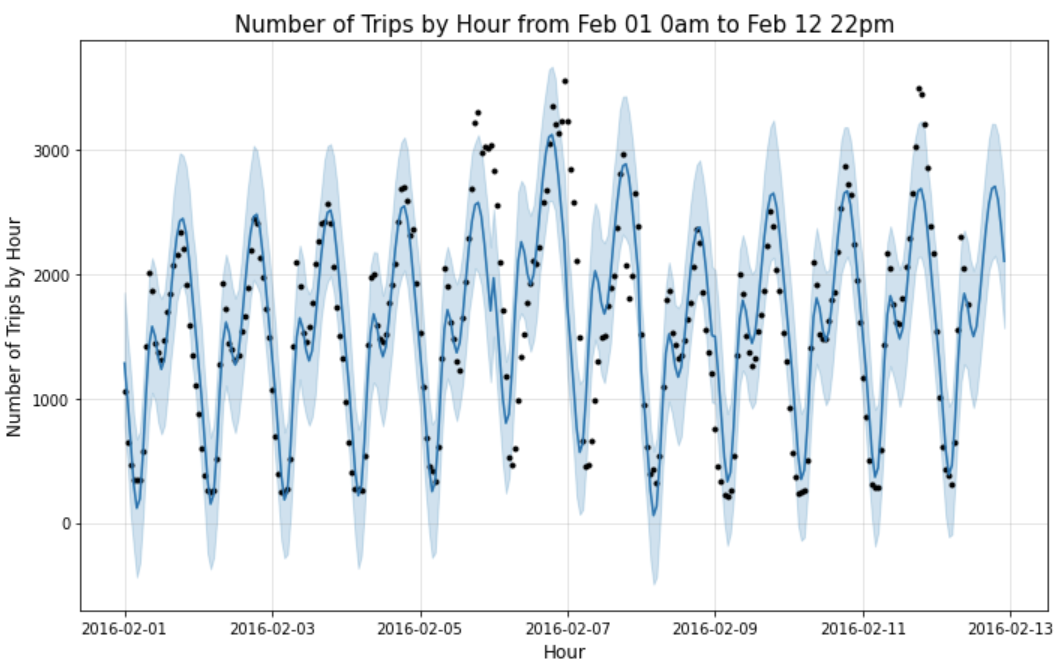 Number of Trips by Hour from Feb 01 0am to Feb 12 22pm
Number of Trips by Hour
3000
2000
1000
0
2016-02-01 2016-02-03 2016-02-05 2016-02-07 2016-02-09 2016-02-11 2016-02-13
Hour